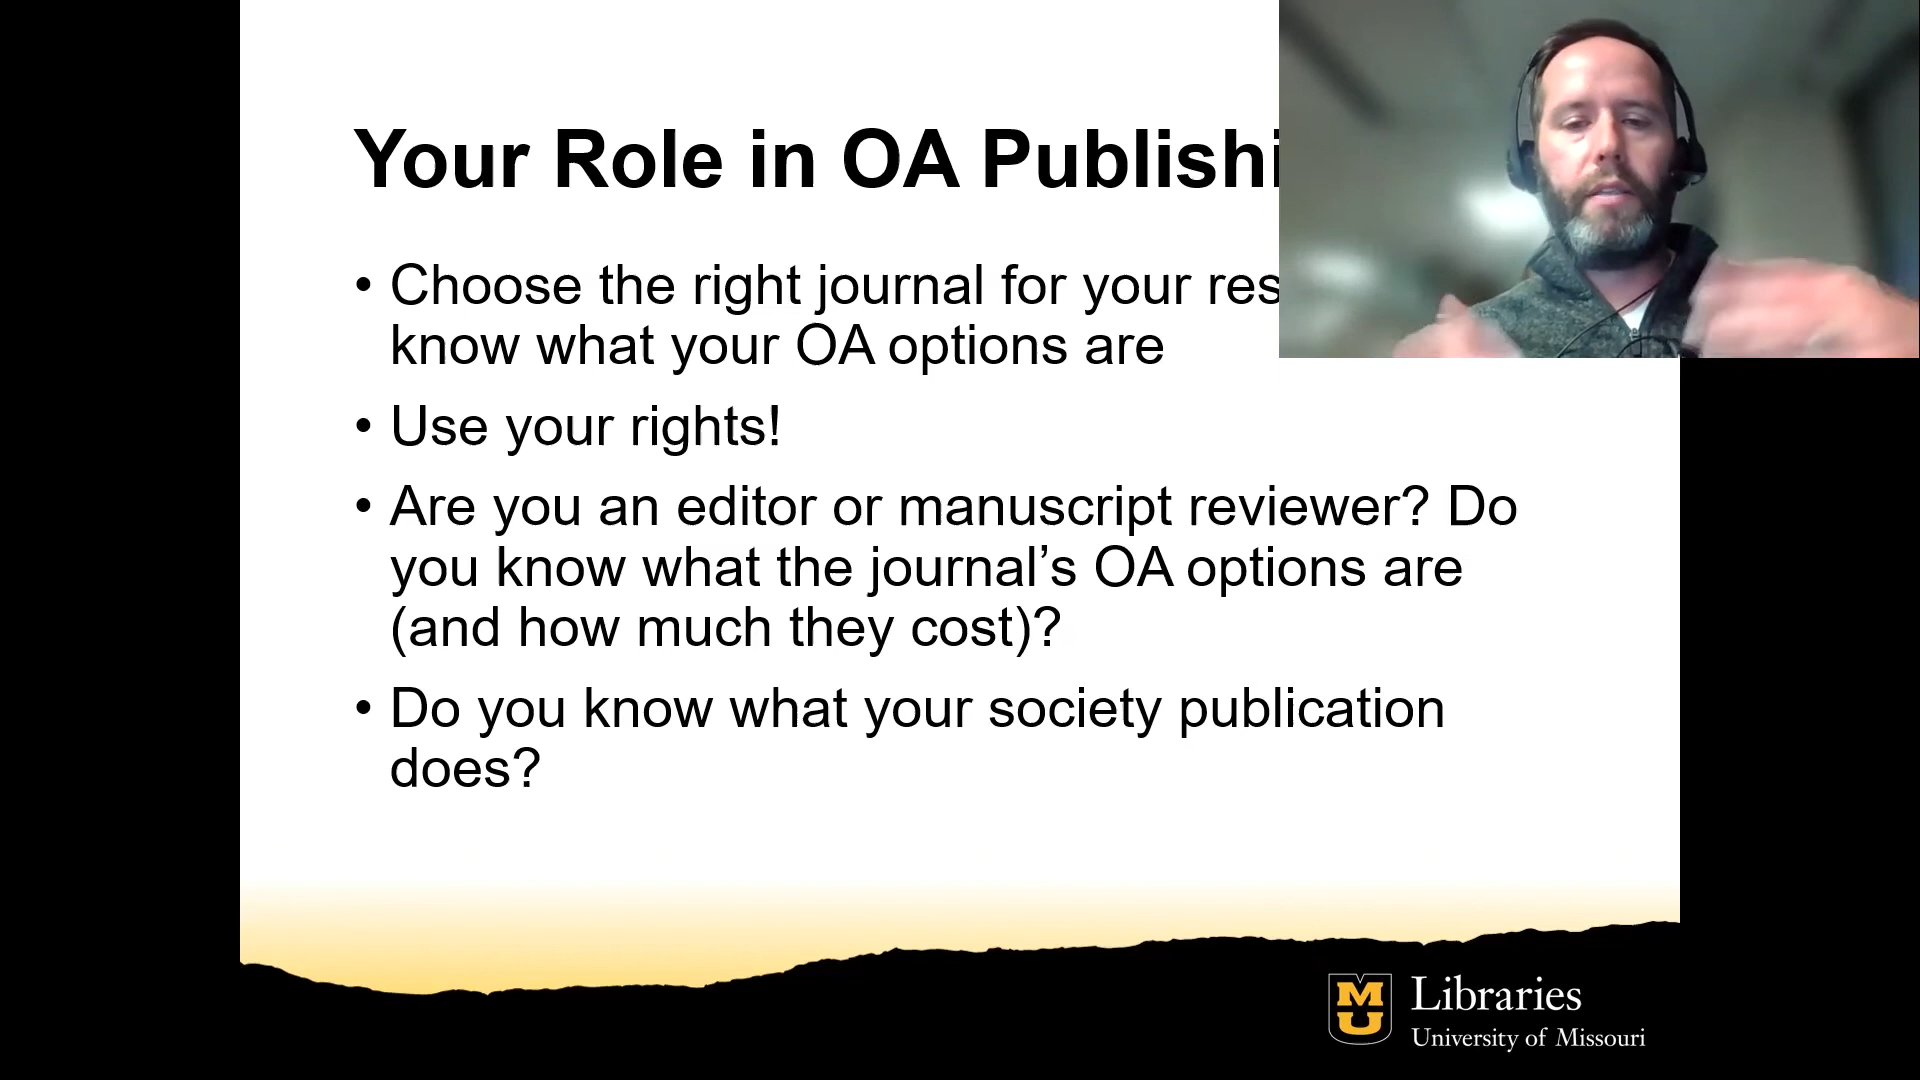 Your Role in OA Publishi
• Choose the right journal for your res
know what your OA options are
• Use your rights!
• Are you an editor or manuscript reviewer? Do
you know what the journal’s OA options are
(and how much they cost)?
• Do you know what your society publication
does?
MU Libraries
University of Missouri